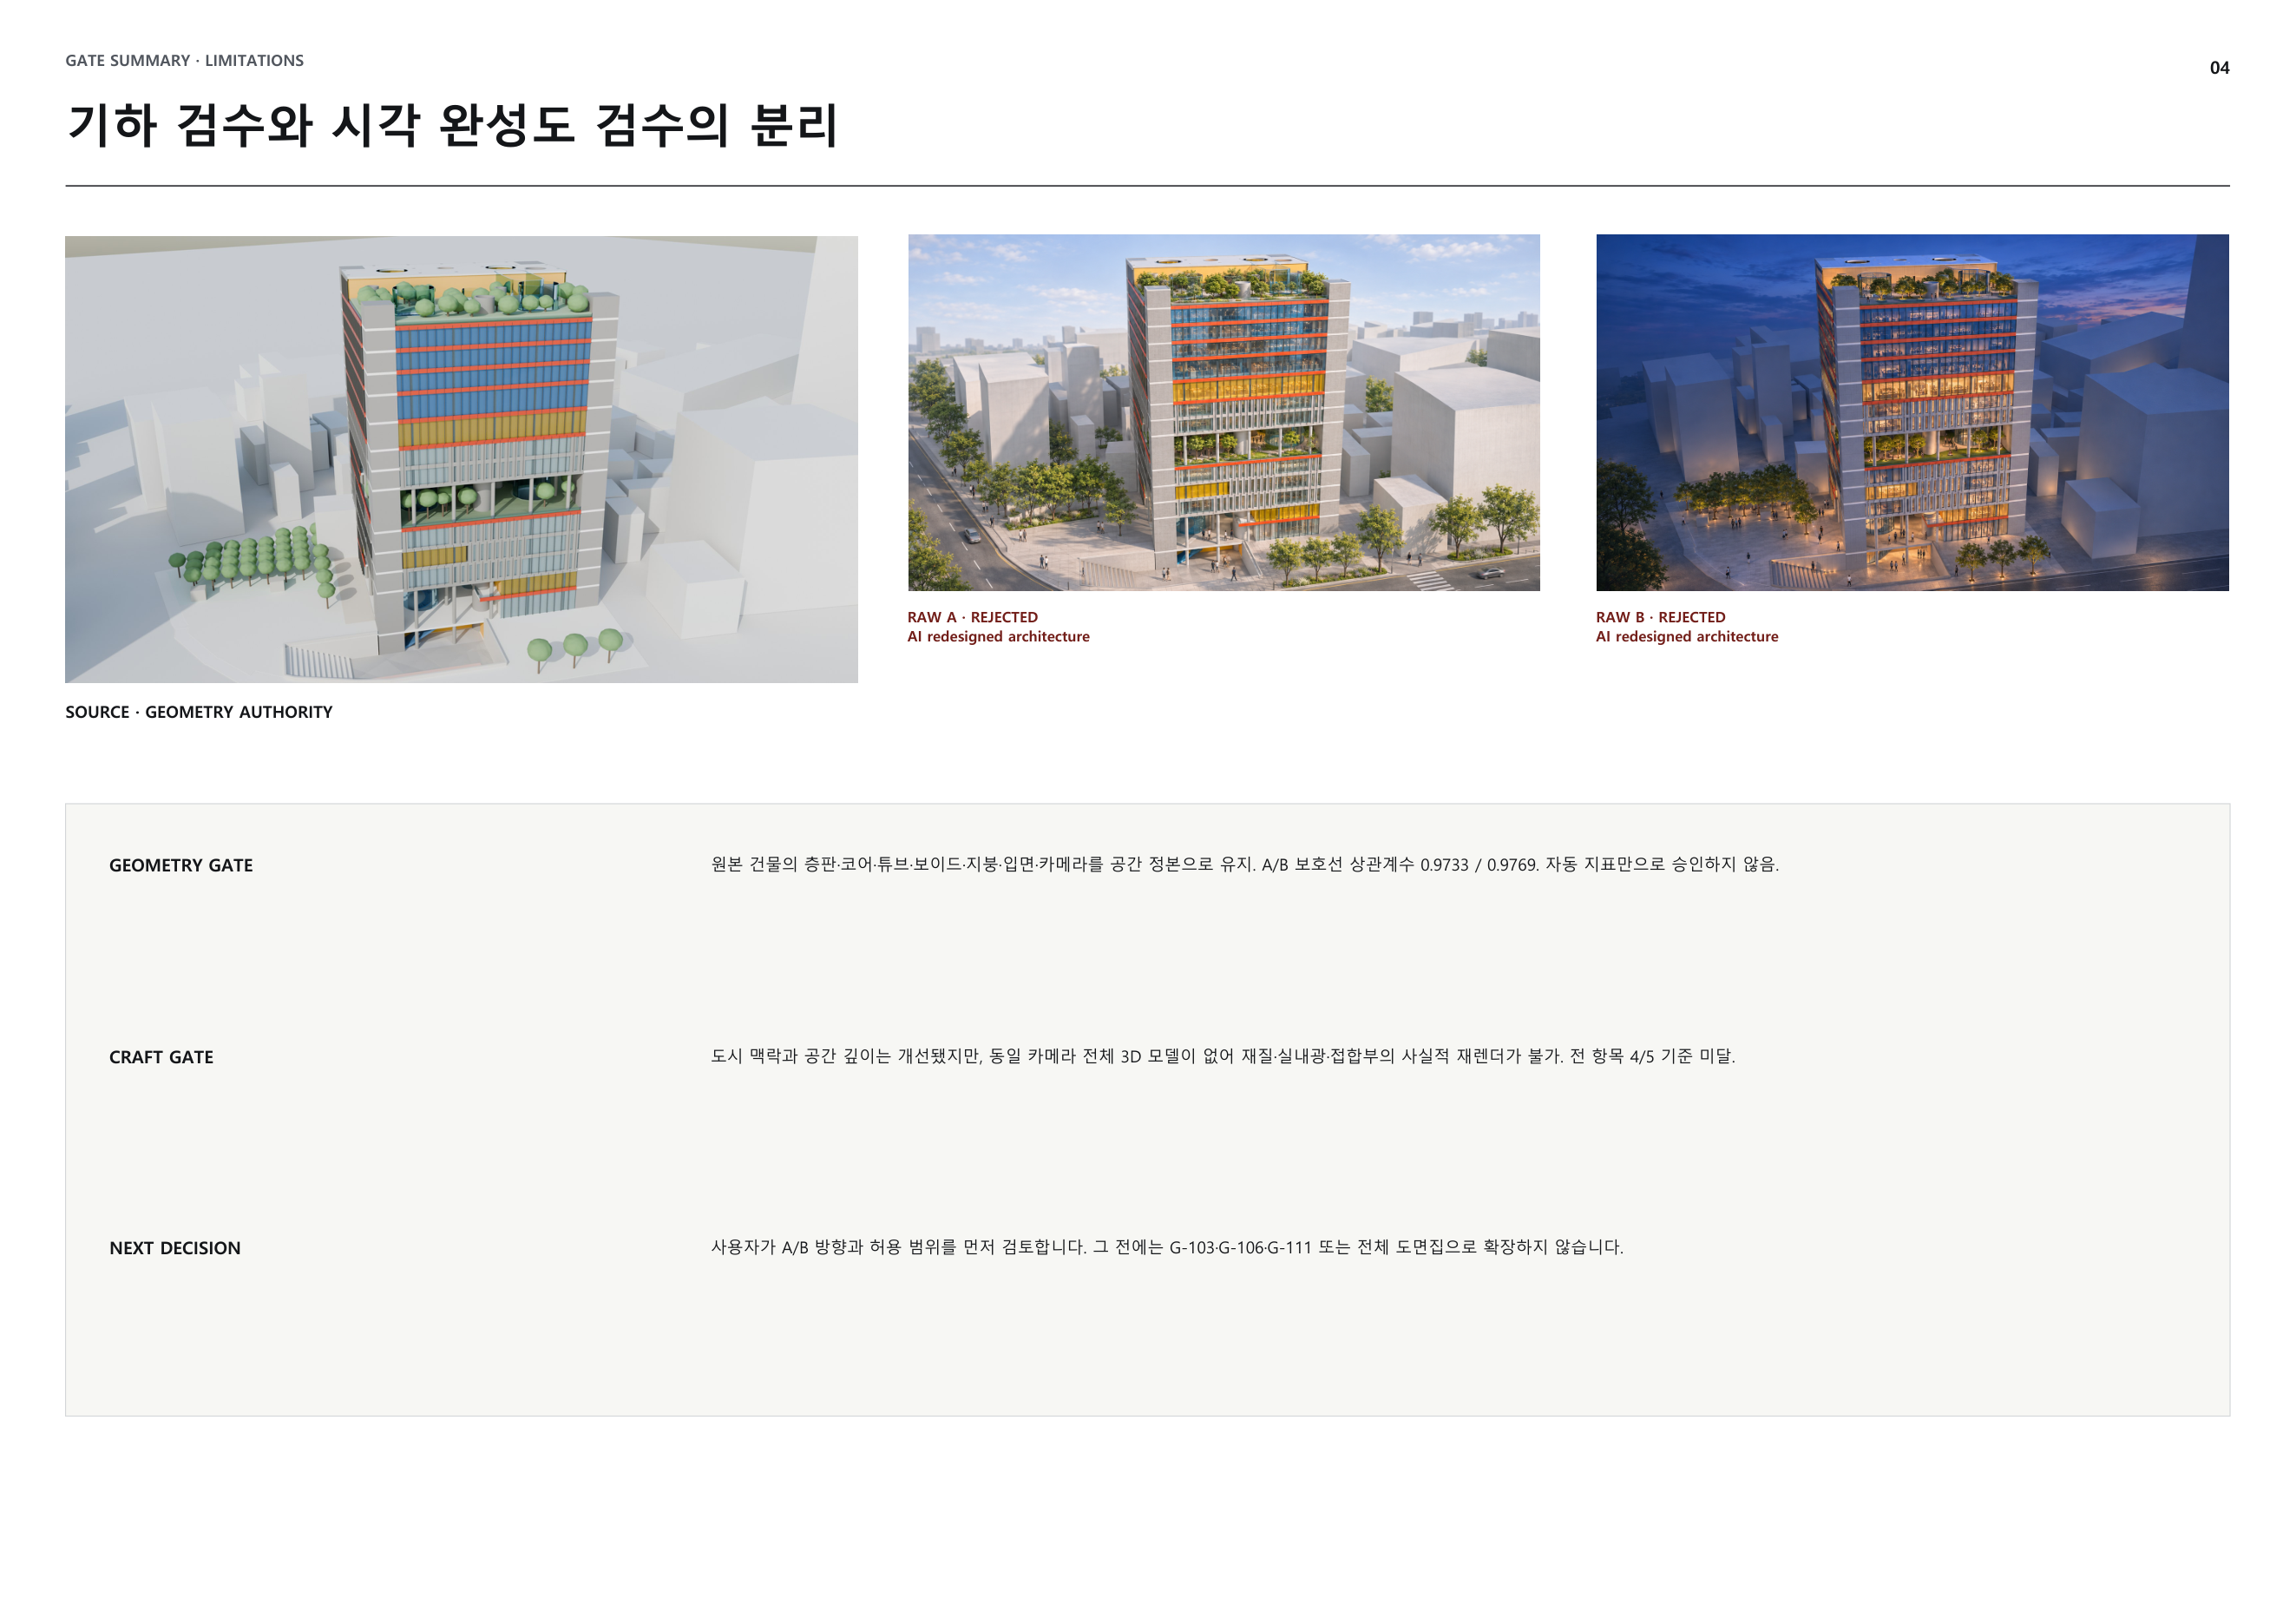 GATE SUMMARY · LIMITATIONS
04
기하 검수와 시각 완성도 검수의 분리
RAW A · REJECTED
AI redesigned architecture
RAW B · REJECTED
AI redesigned architecture
SOURCE · GEOMETRY AUTHORITY
GEOMETRY GATE
원본 건물의 층판·코어·튜브·보이드·지붕·입면·카메라를 공간 정본으로 유지. A/B 보호선 상관계수 0.9733 / 0.9769. 자동 지표만으로 승인하지 않음.
CRAFT GATE
도시 맥락과 공간 깊이는 개선됐지만, 동일 카메라 전체 3D 모델이 없어 재질·실내광·접합부의 사실적 재렌더가 불가. 전 항목 4/5 기준 미달.
NEXT DECISION
사용자가 A/B 방향과 허용 범위를 먼저 검토합니다. 그 전에는 G-103·G-106·G-111 또는 전체 도면집으로 확장하지 않습니다.